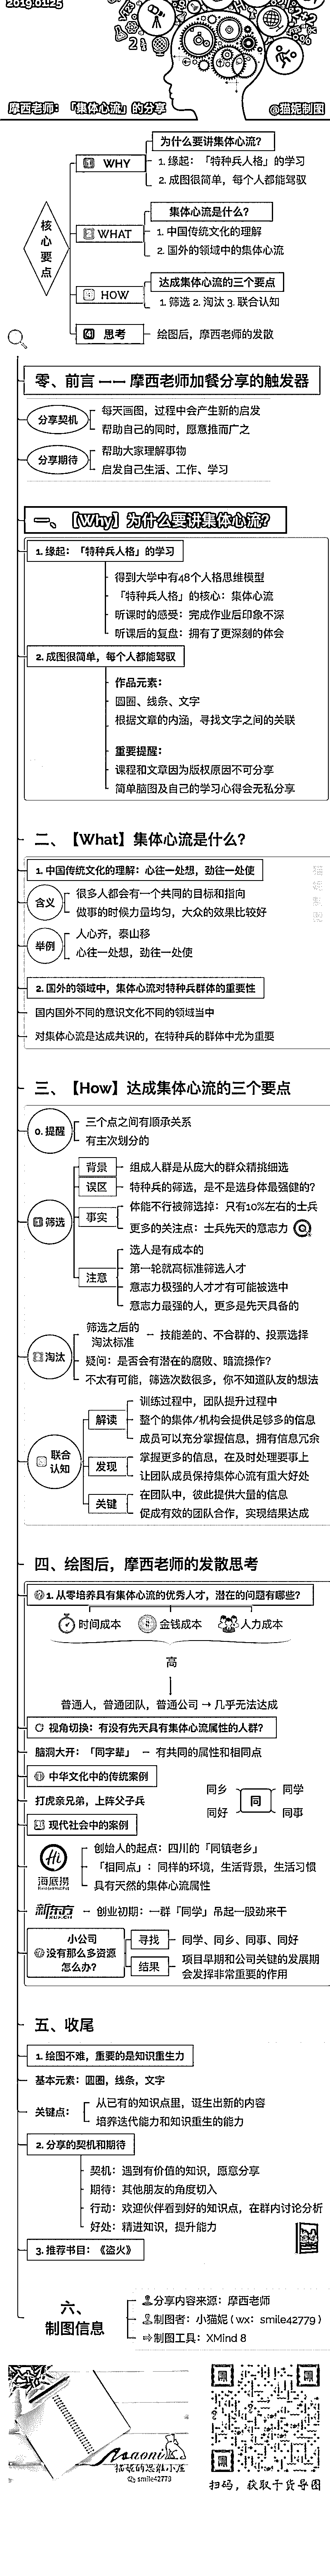 2019.01.25
摩西老师：「集体心流」的分享
@猫妮制图
核心要点
WHY
为什么要讲集体心流？
1. 缘起：「特种兵人格」的学习
2. 成图很简单，每个人都能驾驭
WHAT
集体心流是什么？
1. 中国传统文化的理解
2. 国外的领域中的集体心流
HOW
达成集体心流的三个要点
1. 筛选 2. 淘汰 3. 联合认知
思考
绘图后，摩西老师的发散
零、前言 —— 摩西老师加餐分享的触发器
分享契机
每天画图，过程中会产生新的启发
帮助自己的同时，愿意推而广之
分享期待
帮助大家理解事物
启发自己生活、工作、学习
一、【Why】为什么要讲集体心流？
1. 缘起：「特种兵人格」的学习
得到大学中有48个人格思维模型
「特种兵人格」的核心：集体心流
听课时的感受：完成作业后印象不深
听课后的复盘：拥有了更深刻的体会
2. 成图很简单，每个人都能驾驭
作品元素：
圆圈、线条、文字
根据文章的内涵，寻找文字之间的关联
重要提醒：
课程和文章因为版权原因不可分享
简单脑图及自己的学习心得会无私分享
二、【What】集体心流是什么？
1. 中国传统文化的理解：心往一处想，劲往一处使
含义
很多人都会有一个共同的目标和指向
做事的时候力量均匀，大众的效果比较好
举例
人心齐，泰山移
心往一处使，劲往一处使
2. 国外的领域中，集体心流对特种兵群体的重要性
国内国外不同的意识文化不同的领域当中
对集体心流是达成共识的，在特种兵的群体中尤为重要
三、【How】达成集体心流的三个要点
0. 提醒
三个点之间有顺承关系
有主次划分的
筛选
背景
组成人群是从庞大的群众精挑细选
误区
特种兵的筛选，是不是选身体最强健的？
事实
体能不行被筛选掉：只有10%左右的士兵
更多的关注点：士兵先天的意志力
注意
选人是有成本的
第一轮就高标准筛选人才
意志力极强的人才才有可能被选中
意志力最强的人，更多是先天具备的
淘汰
筛选之后的
淘汰标准
技能差的、不合群的、投票选择
疑问：是否会有潜在的腐败、暗流操作？
不太有可能，筛选次数很多，你不知道队友的想法
联合认知
解读
训练过程中，团队提升过程中
整个的集体/机构会提供足够多的信息
成员可以充分掌握信息，拥有信息冗余
发现
掌握更多的信息，在及时处理要事上
让团队成员保持集体心流有重大好处
关键
在团队中，彼此提供大量的信息
促成有效的团队合作，实现结果达成
四、绘图后，摩西老师的发散思考
1. 从零培养具有集体心流的优秀人才，潜在的问题有哪些？
时间成本
金钱成本
人力成本
高
普通人，普通团队，普通公司 → 几乎无法达成
视角切换：有没有先天具有集体心流属性的人群？
脑洞大开：「同字辈」 – 有共同的属性和相同点
中华文化中的传统案例
打虎亲兄弟，上阵父子兵
同乡
同学
同
同好
同事
现代社会中的案例
Hi
海底捞
创始人的起点：四川的「同镇老乡」
「相同点」：同样的环境，生活背景，生活习惯
具有天然的集体心流属性
新东方
XDF.CN
创业初期：一群「同学」吊起一股劲来干
小公司
没有那么多资源
怎么办？
寻找
同学、同乡、同事、同好
结果
项目早期和公司关键的发展期
会发挥非常重要的作用
五、收尾
1. 绘图不难，重要的是知识重生力
基本元素：圆圈，线条，文字
关键点：
从已有的知识点里，诞生出新的内容
培养迭代能力和知识重生的能力
2. 分享的契机和期待
契机：遇到有价值的知识，愿意分享
期待：其他朋友的角度切入
行动：欢迎伙伴看到好的知识点，在群内讨论分析
好处：精进知识，提升能力
3. 推荐书目：《盗火》
六、
制图信息
分享内容来源：摩西老师
制图者：小猫妮（wx：smile42779）
制图工具：XMind 8
Maoni
猫妮的思维小屋
smile42779
扫码，获取干货导图